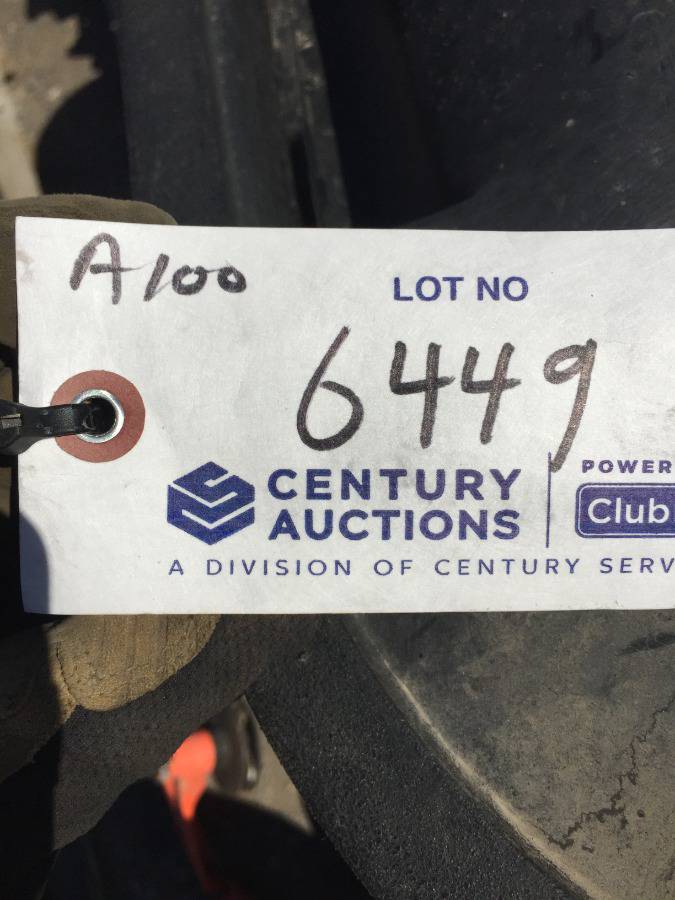 A100
LOT NO
6449
CENTURY
AUCTIONS
POWER
Club
A DIVISION OF CENTURY SERV